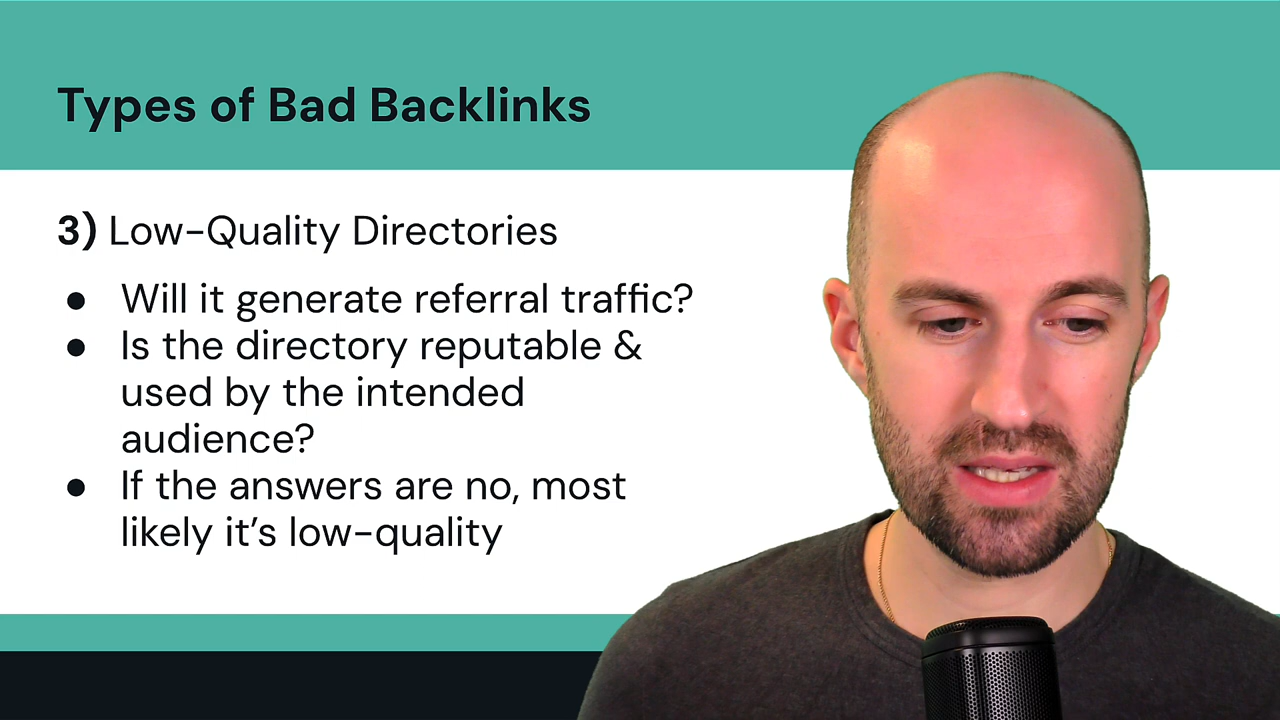 Types of Bad Backlinks
3) Low-Quality Directories
● Will it generate referral traffic?
● Is the directory reputable &
used by the intended
audience?
● If the answers are no, most
likely it’s low-quality